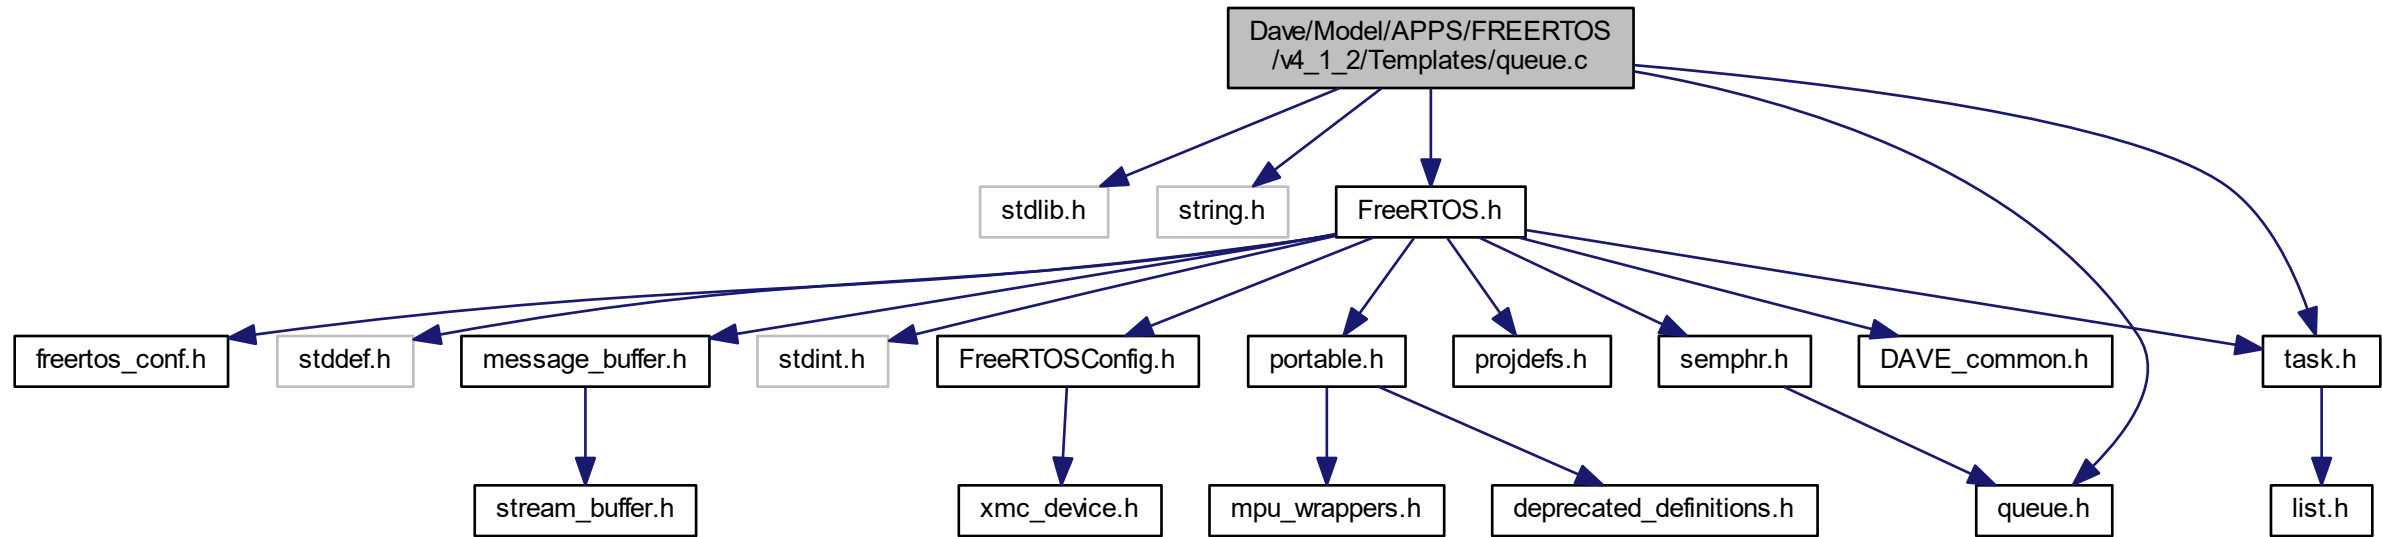 Dave/Model/APPS/FREERTOS
/v4_1_2/Templates/queue.c
stdlib.h
string.h
FreeRTOS.h
freertos_conf.h
stddef.h
message_buffer.h
stdint.h
FreeRTOSConfig.h
portable.h
projdefs.h
semphr.h
DAVE_common.h
task.h
stream_buffer.h
xmc_device.h
mpu_wrappers.h
deprecated_definitions.h
queue.h
list.h